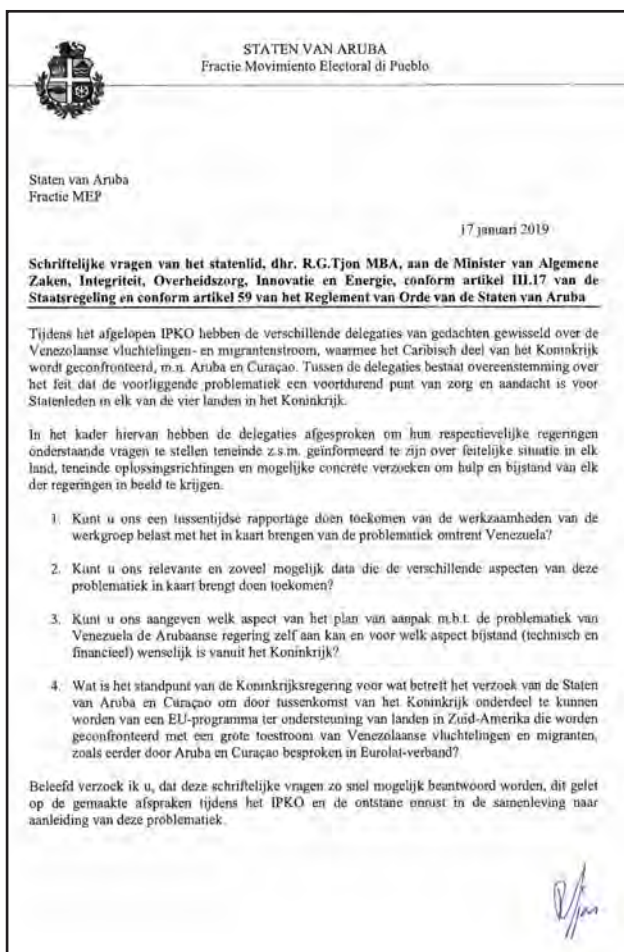 STATEN VAN ARUBA
Fractie Movimiento Electoral di Pueblo
Staten van Aruba
Fractie MEP
17 januari 2019
Schriftelijke vragen van het statenlid, dhr. R.G.Tjon MBA, aan de Minister van Algemene
Zaken, Integriteit, Overheidszorg, Innovatie en Energie, conform artikel III.17 van de
Staatsregeling en conform artikel 59 van het Reglement van Orde van de Staten van Aruba
Tijdens het afgelopen IPKO hebben de verschillende delegaties van gedachten gewisseld over de
Venezolaanse vluchtelingen- en migrantenstroom, waarmee het Caribisch deel van het Koninkrijk
wordt geconfronteerd, m.n. Aruba en Curaçao. Tussen de delegaties bestaat overeenstemming over
het feit dat de voorliggende problematiek een voortdurend punt van zorg en aandacht is voor
Statenleden in elk van de vier landen in het Koninkrijk.
In het kader hiervan hebben de delegaties afgesproken om hun respectievelijke regeringen
onderstaande vragen te stellen teneinde z.s.m. geïnformeerd te zijn over feitelijke situatie in elk
land, teneinde oplossingsrichtingen en mogelijke concrete verzoeken om hulp en bijstand van elk
der regeringen in beeld te krijgen.
1. Kunt u ons een tussentijdse rapportage doen toekomen van de werkzaamheden van de
werkgroep belast met het in kaart brengen van de problematiek omtrent Venezuela?
2. Kunt u ons relevante en zoveel mogelijk data die de verschillende aspecten van deze
problematiek in kaart brengt doen toekomen?
3. Kunt u ons aangeven welk aspect van het plan van aanpak m.b.t. de problematiek van
Venezuela de Arubaanse regering zelf aan kan en voor welk aspect bijstand (technisch en
financieel) wenselijk is vanuit het Koninkrijk?
4. Wat is het standpunt van de Koninkrijksregering voor wat betreft het verzoek van de Staten
van Aruba en Curaçao om door tussenkomst van het Koninkrijk onderdeel te kunnen
worden van een EU-programma ter ondersteuning van landen in Zuid-Amerika die worden
geconfronteerd met een grote toestroom van Venezolaanse vluchtelingen en migranten,
zoals eerder door Aruba en Curaçao besproken in Eurolat-verband?
Beleefd verzoek ik u, dat deze schriftelijke vragen zo snel mogelijk beantwoord worden, dit gelet
op de gemaakte afspraken tijdens het IPKO en de ontstane onrust in de samenleving naar
aanleiding van deze problematiek.